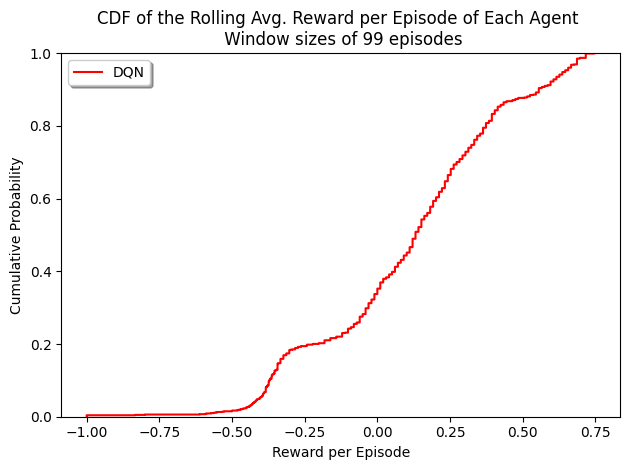 CDF of the Rolling Avg. Reward per Episode of Each Agent
Window sizes of 99 episodes
DQN
1.0
0.8
0.6
0.4
0.2
0.0
Cumulative Probability
−1.00 −0.75 −0.50 −0.25 0.00 0.25 0.50 0.75
Reward per Episode